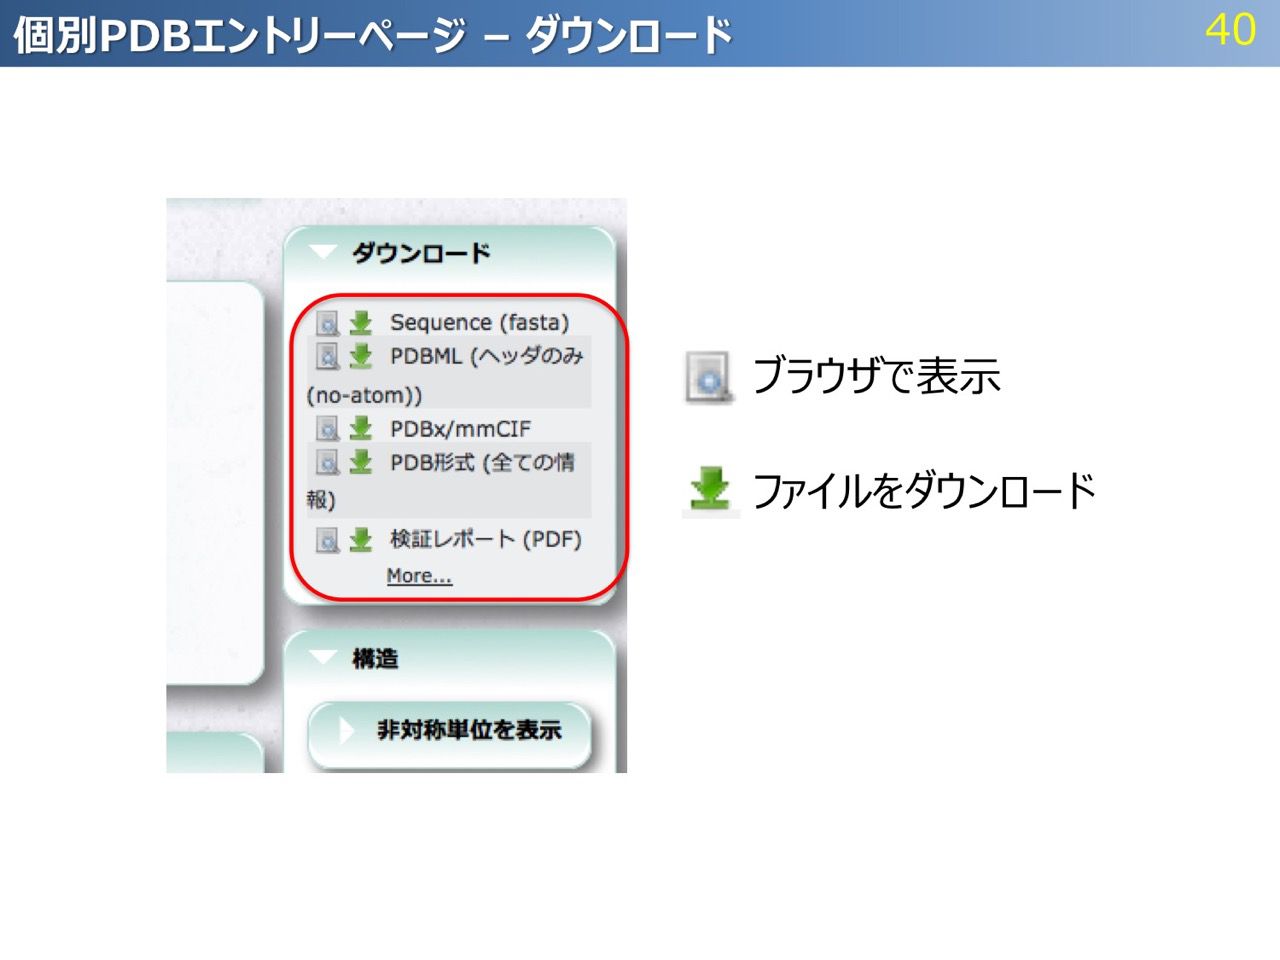 個別PDBエントリーページ – ダウンロード
40
ダウンロード
Sequence (fasta)
PDBML (ヘッダのみ
(no-atom))
PDBx/mmCIF
PDB形式 (全ての情
報)
検証レポート (PDF)
More...
構造
非対称単位を表示
ブラウザで表示
ファイルをダウンロード